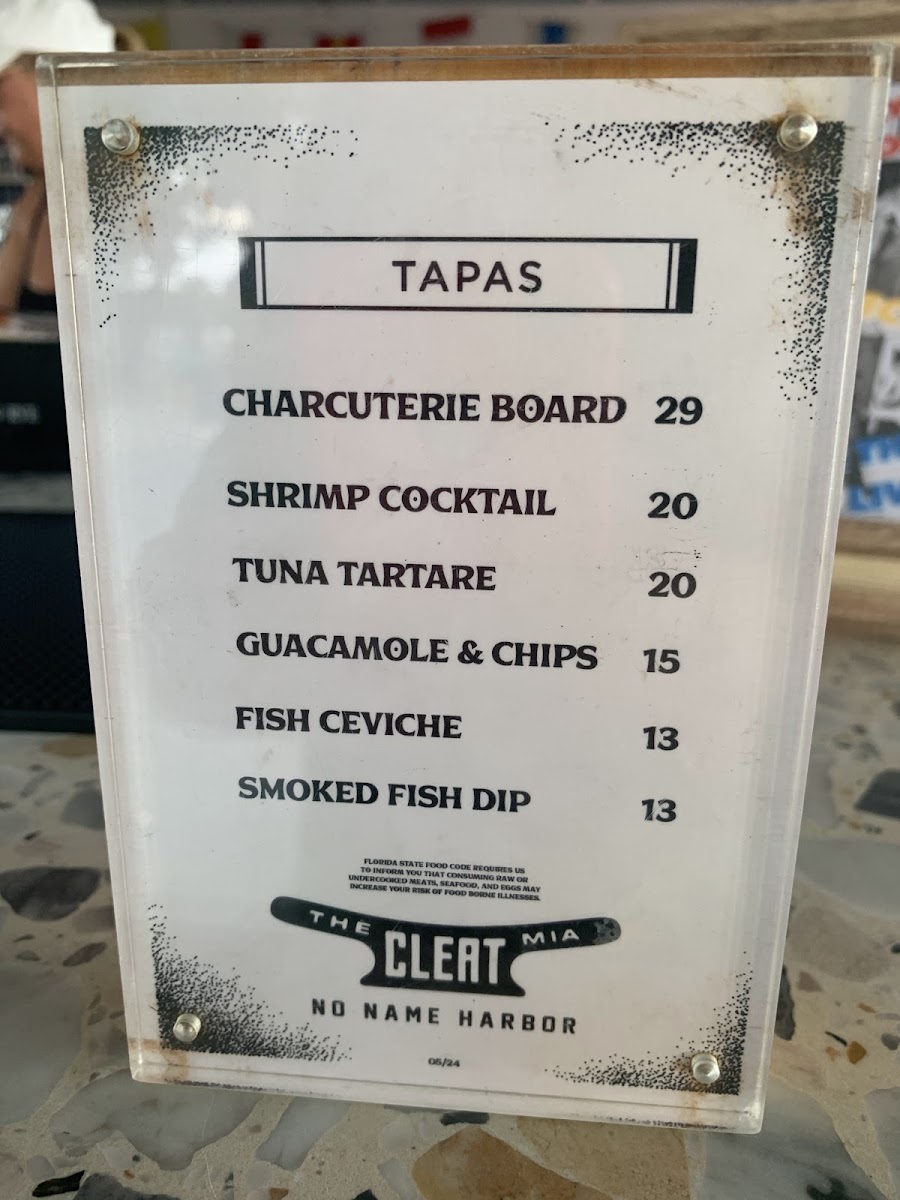 TAPAS
CHARCUTERIE BOARD 29
SHRIMP COCKTAIL 20
TUNA TARTARE 20
GUACAMOLE & CHIPS 15
FISH CEVICHE 13
SMOKED FISH DIP 13
FLORIDA STATE FOOD CODE REQUIRES US
TO INFORM YOU THAT CONSUMING RAW OR
UNDERCOOKED MEATS, SEAFOOD, AND EGGS MAY
INCREASE YOUR RISK OF FOOD BORNE ILLNESSES.
THE CLEAT MIA
NO NAME HARBOR
05/24